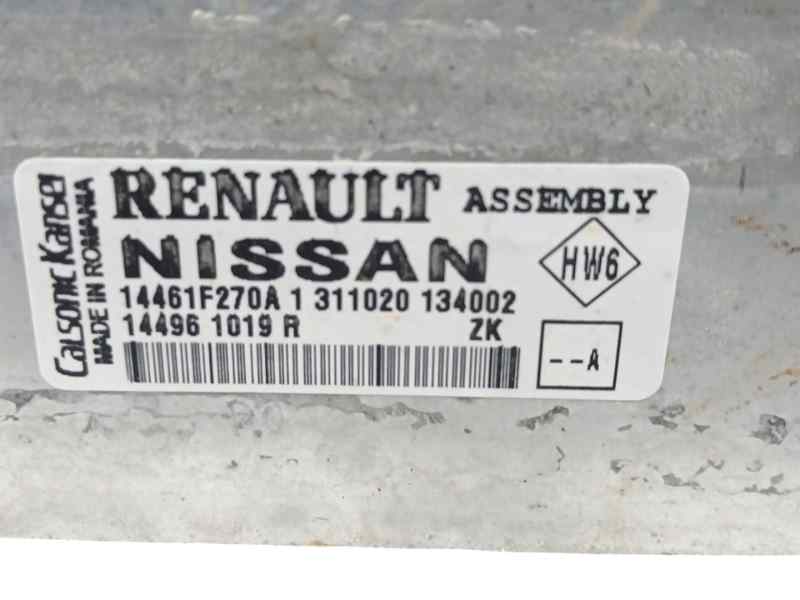 Calsonic Kansei
MADE IN ROMANIA
RENAULT ASSEMBLY
NISSAN
HW6
14461F270A 1 311020 134002
14496 1019 R ZK
--A